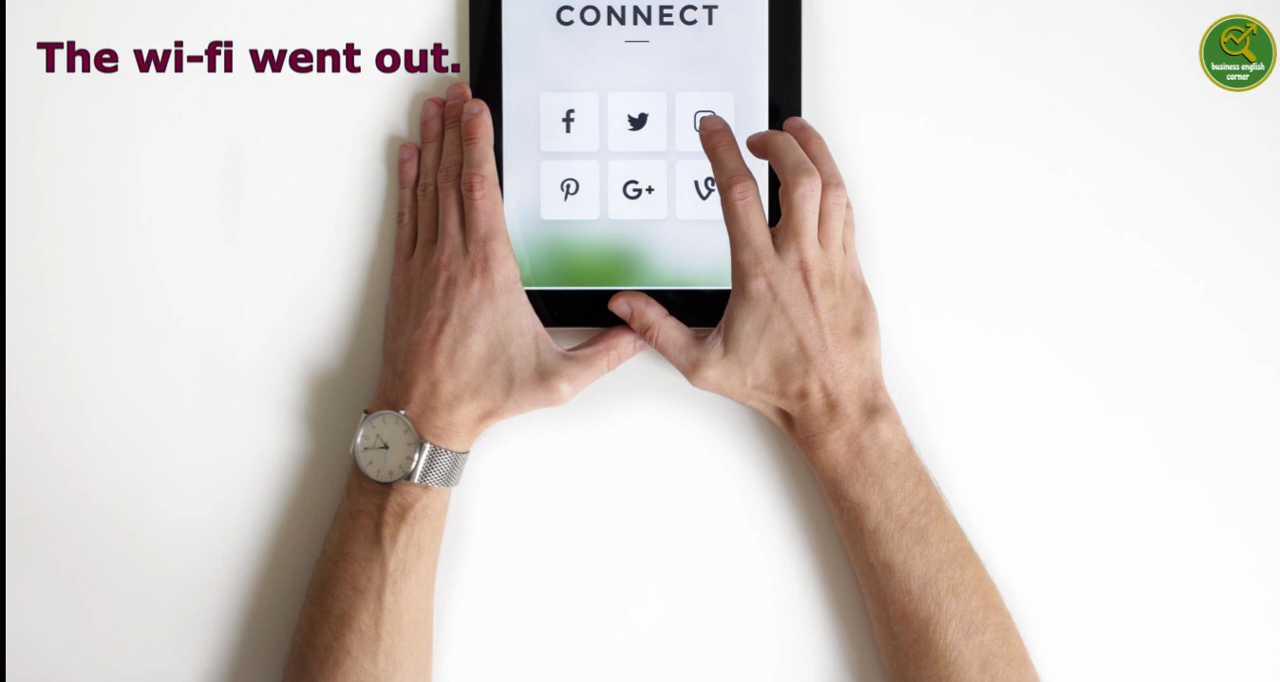 CONNECT
The wi-fi went out.
business english
corner
f
G+